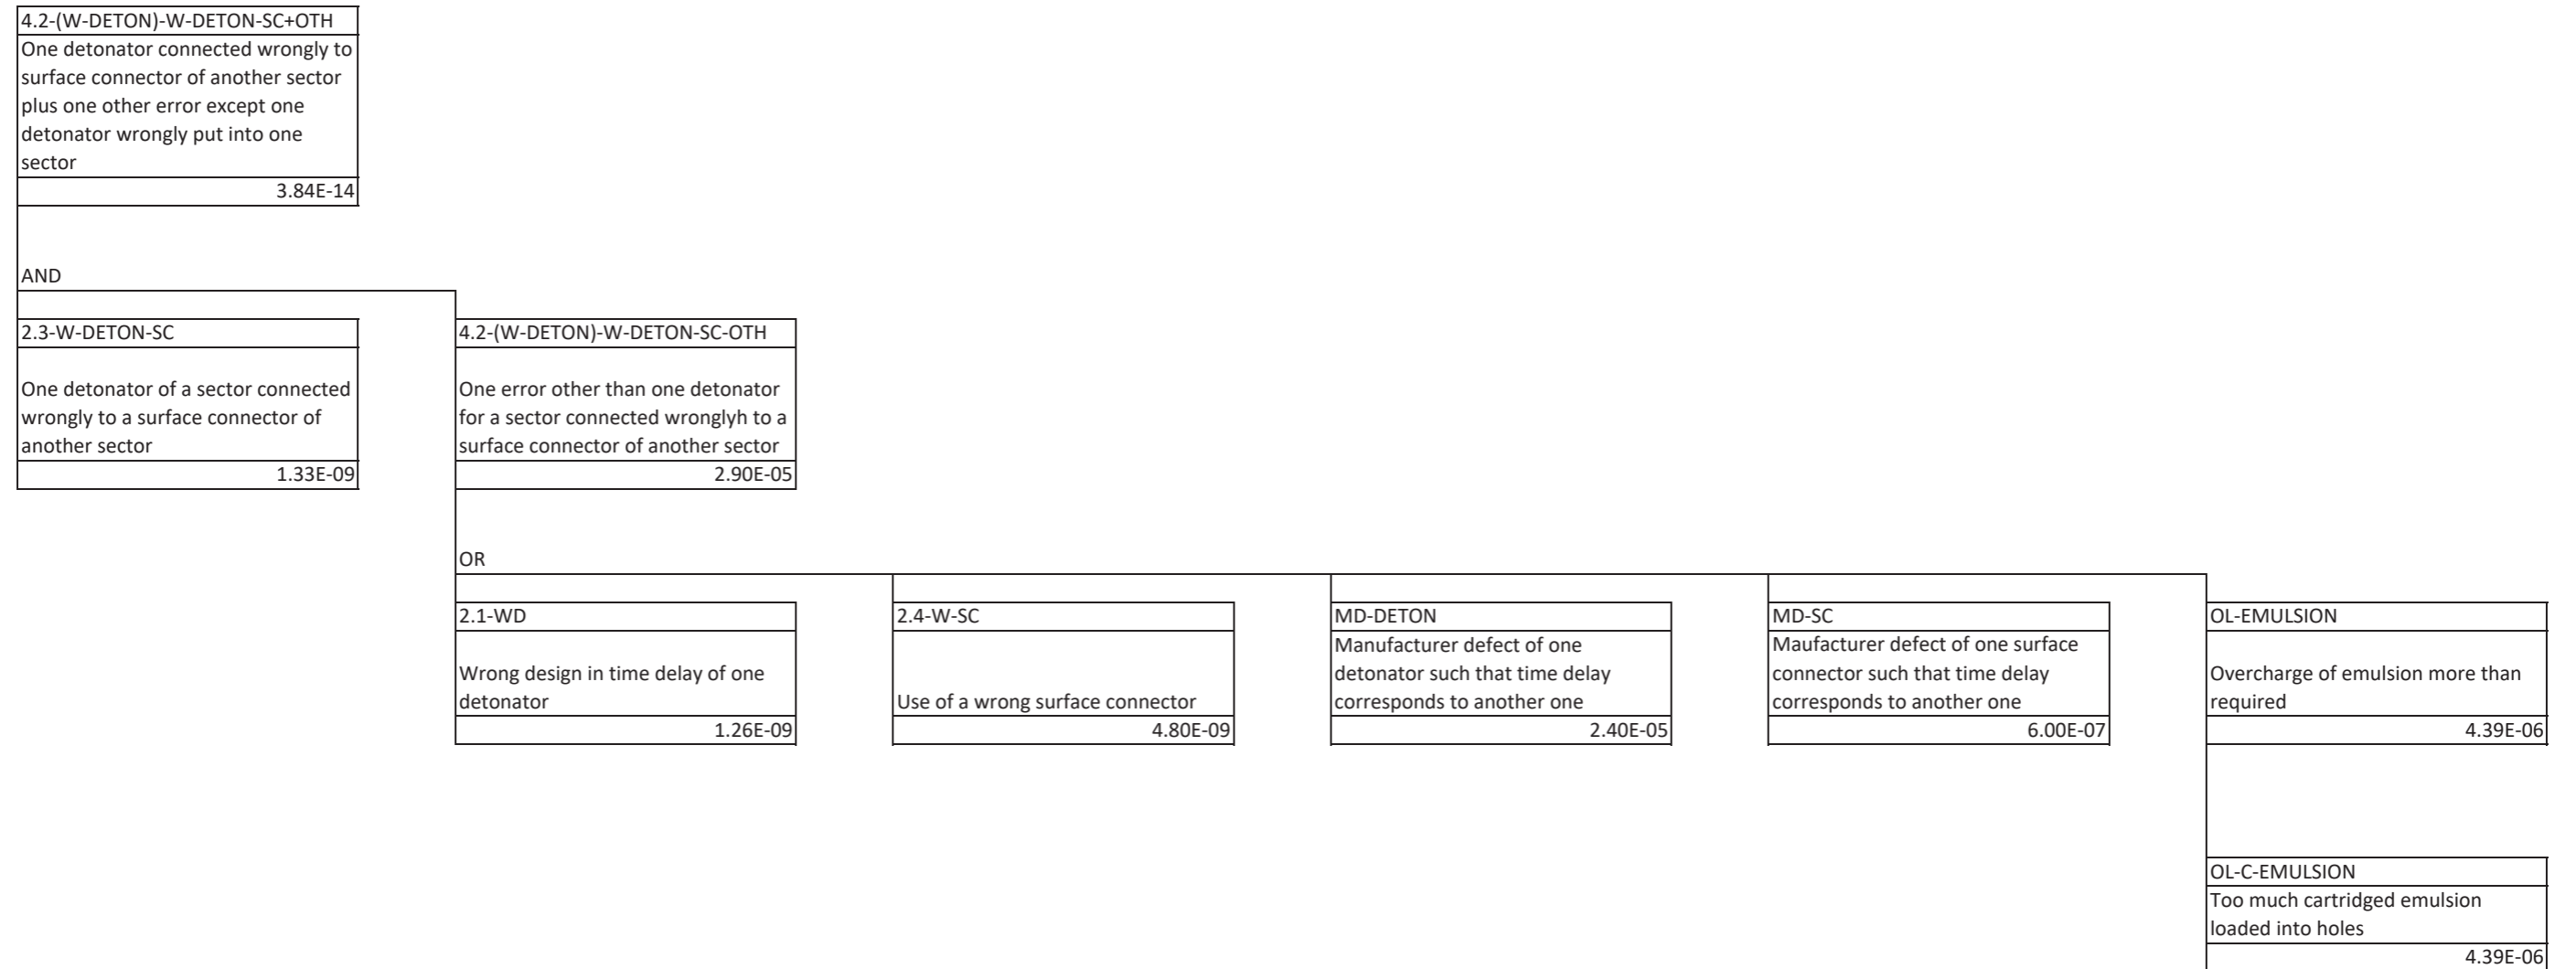 4.2-(W-DETON)-W-DETON-SC+OTH
One detonator connected wrongly to
surface connector of another sector
plus one other error except one
detonator wrongly put into one
sector
3.84E-14
AND
2.3-W-DETON-SC
One detonator of a sector connected
wrongly to a surface connector of
another sector
1.33E-09
4.2-(W-DETON)-W-DETON-SC-OTH
One error other than one detonator
for a sector connected wronglyh to a
surface connector of another sector
2.90E-05
OR
2.1-WD
Wrong design in time delay of one
detonator
1.26E-09
2.4-W-SC
Use of a wrong surface connector
4.80E-09
MD-DETON
Manufacturer defect of one
detonator such that time delay
corresponds to another one
2.40E-05
MD-SC
Maufacturer defect of one surface
connector such that time delay
corresponds to another one
6.00E-07
OL-EMULSION
Overcharge of emulsion more than
required
4.39E-06
OL-C-EMULSION
Too much cartridged emulsion
loaded into holes
4.39E-06